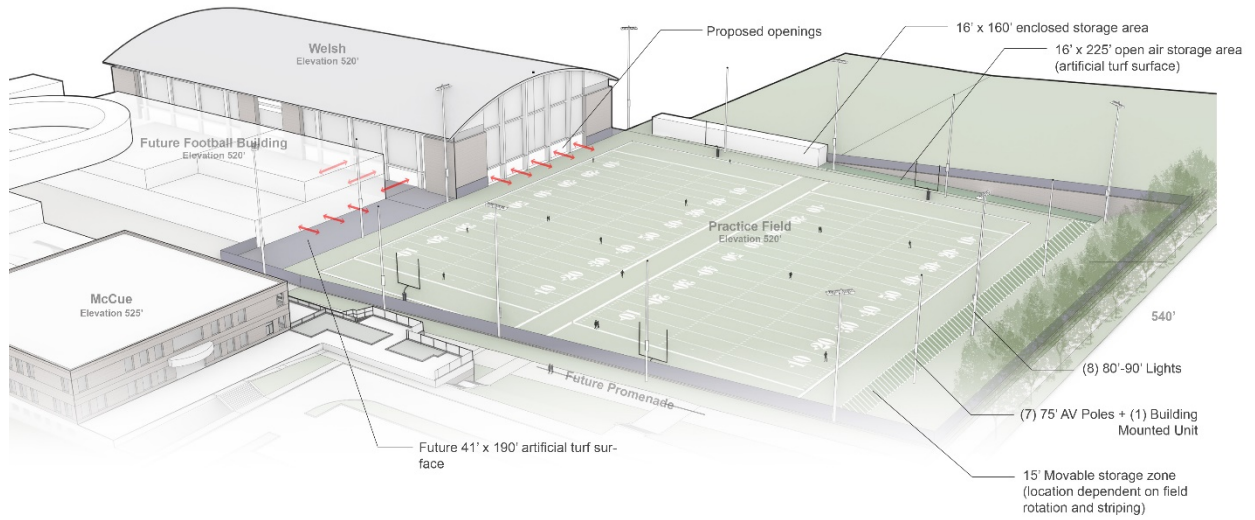 Proposed openings
16' x 160' enclosed storage area
16' x 225' open air storage area
(artificial turf surface)
Welsh
Elevation 520'
Future Football Building
Elevation 520'
Practice Field
Elevation 520'
McCue
Elevation 525'
540'
(8) 80'-90' Lights
Future Promenade
(7) 75' AV Poles + (1) Building
Mounted Unit
Future 41' x 190' artificial turf sur-
face
15' Movable storage zone
(location dependent on field
rotation and striping)